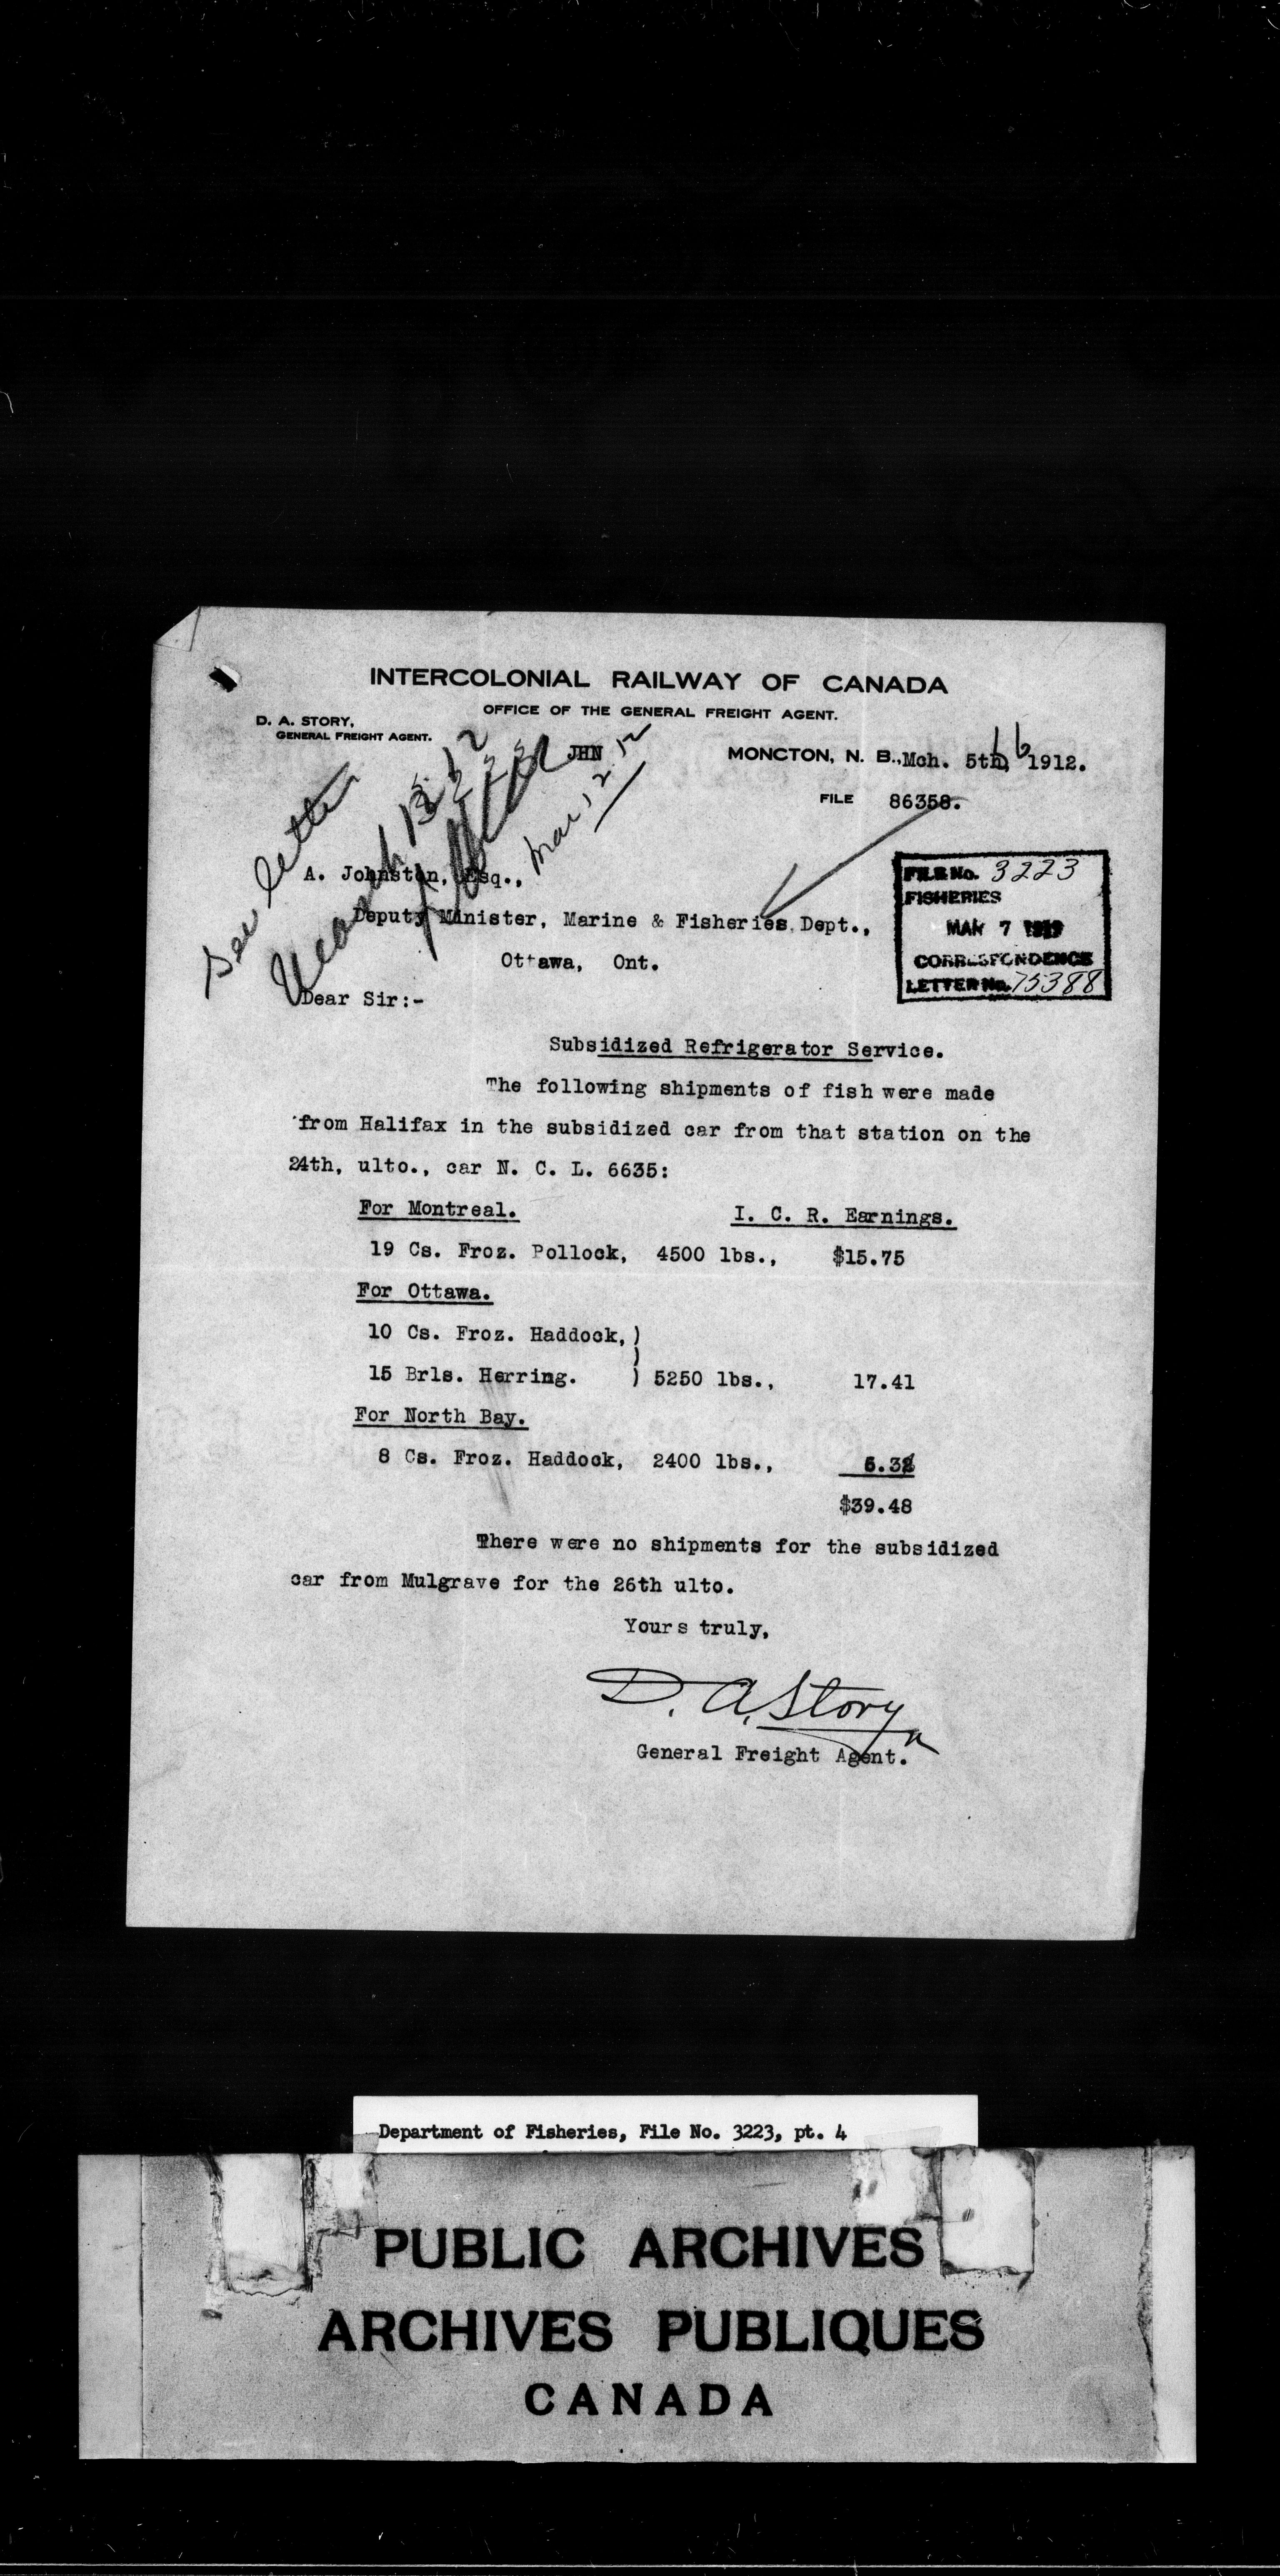 INTERCOLONIAL RAILWAY OF CANADA
OFFICE OF THE GENERAL FREIGHT AGENT.
D. A. STORY,
GENERAL FREIGHT AGENT.
JHN
MONCTON, N. B., Mch. 5th, 1912.
FILE 86358.
See letter
Mar 12/12
A. Johnston, Esq.,
Deputy Minister, Marine & Fisheries Dept.,
Ottawa, Ont.
FILE No. 3223
FISHERIES
MAR 7 1912
CORRESPONDENCE
LETTER No. 75388
Dear Sir:-
Subsidized Refrigerator Service.
The following shipments of fish were made
from Halifax in the subsidized car from that station on the
24th, ulto., car N. C. L. 6635:
For Montreal. I. C. R. Earnings.
19 Cs. Froz. Pollock, 4500 lbs., $15.75
For Ottawa.
10 Cs. Froz. Haddock, )
)
15 Brls. Herring. ) 5250 lbs., 17.41
For North Bay.
8 Cs. Froz. Haddock, 2400 lbs., 6.32
$39.48
There were no shipments for the subsidized
car from Mulgrave for the 26th ulto.
Yours truly,
D. A. Story
General Freight Agent.
Department of Fisheries, File No. 3223, pt. 4
PUBLIC ARCHIVES
ARCHIVES PUBLIQUES
CANADA